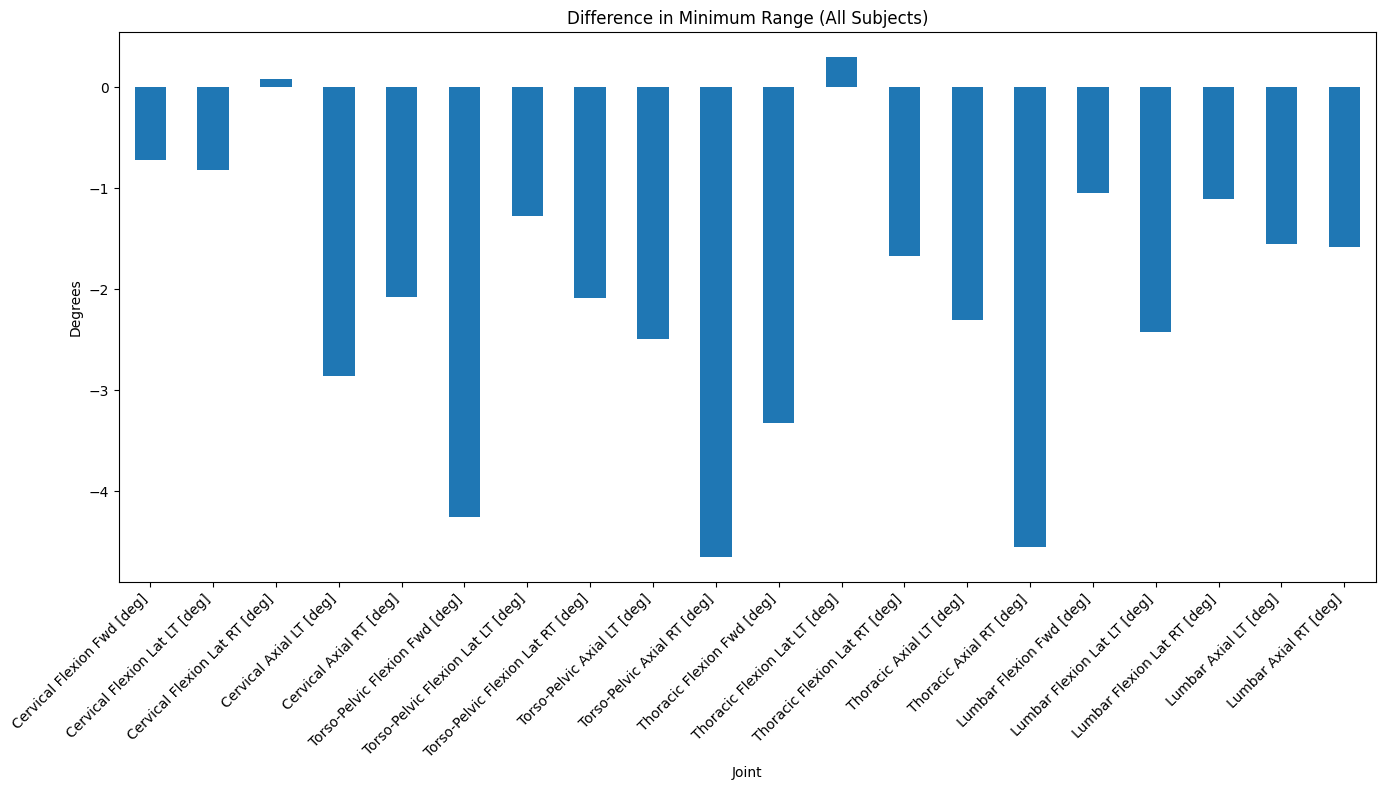 Difference in Minimum Range (All Subjects)
Degrees
0
−1
−2
−3
−4
Cervical Flexion Fwd [deg]
Cervical Flexion Lat LT [deg]
Cervical Flexion Lat RT [deg]
Cervical Axial LT [deg]
Cervical Axial RT [deg]
Torso-Pelvic Flexion Fwd [deg]
Torso-Pelvic Flexion Lat LT [deg]
Torso-Pelvic Flexion Lat RT [deg]
Torso-Pelvic Axial LT [deg]
Torso-Pelvic Axial RT [deg]
Thoracic Flexion Fwd [deg]
Thoracic Flexion Lat LT [deg]
Thoracic Flexion Lat RT [deg]
Thoracic Axial LT [deg]
Thoracic Axial RT [deg]
Lumbar Flexion Fwd [deg]
Lumbar Flexion Lat LT [deg]
Lumbar Flexion Lat RT [deg]
Lumbar Axial LT [deg]
Lumbar Axial RT [deg]
Joint